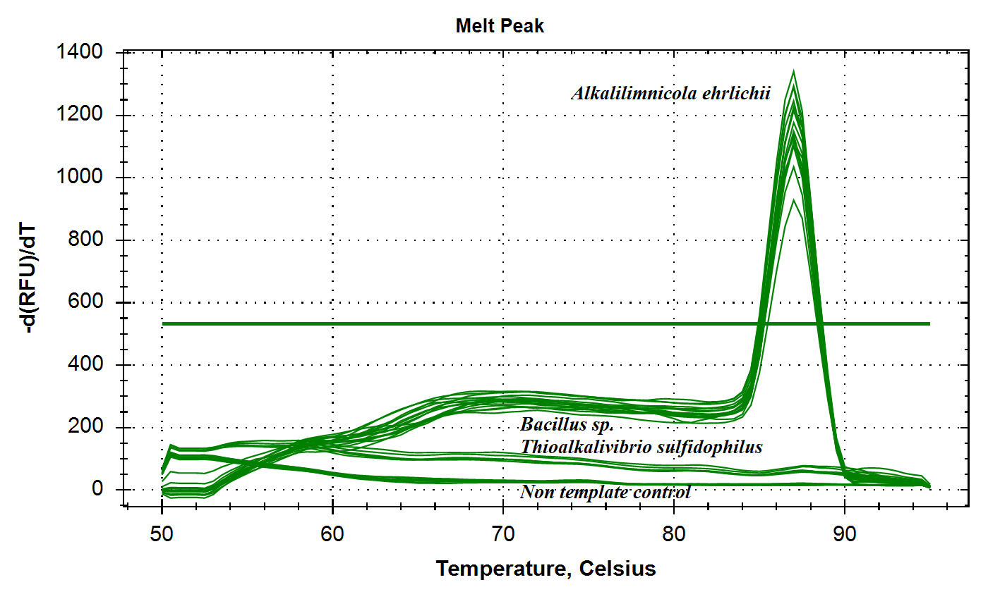 Melt Peak
1400
1200
1000
800
600
400
200
0
-d(RFU)/dT
Alkalilimnicola ehrlichii
Bacillus sp.
Thioalkalivibrio sulfidophilus
Non template control
50 60 70 80 90
Temperature, Celsius